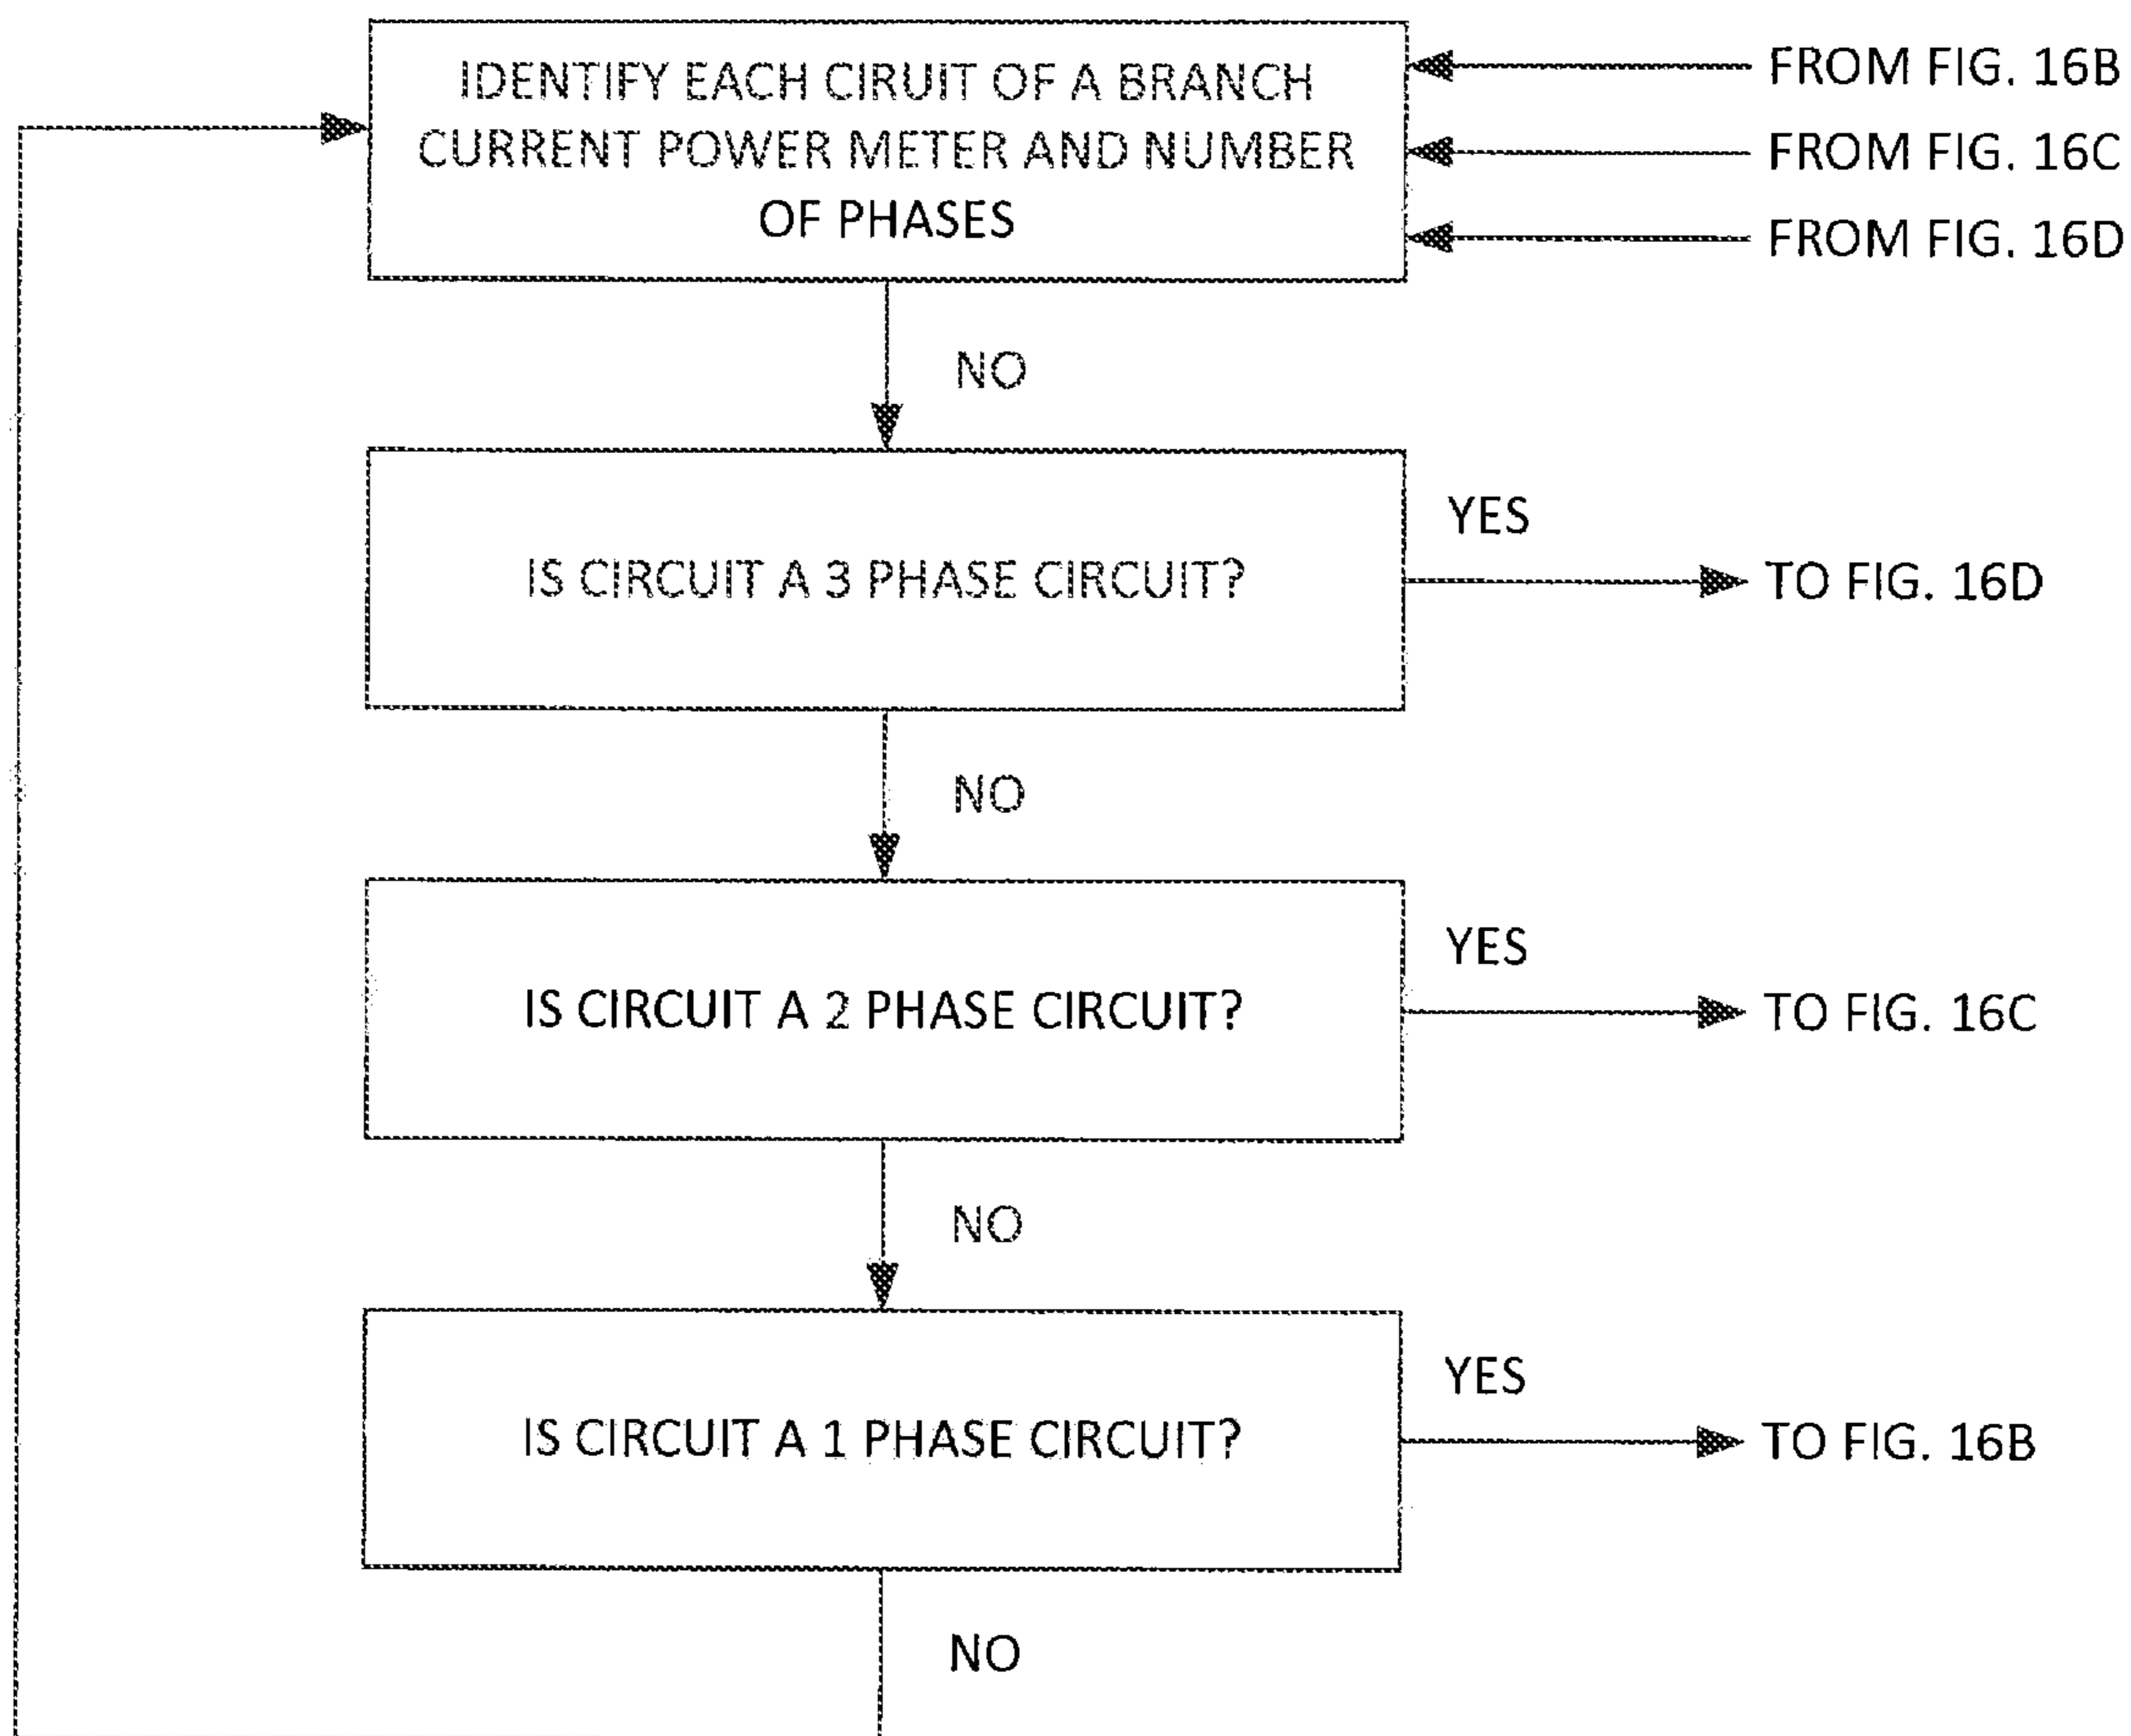 IDENTIFY EACH CIRUIT OF A BRANCH
CURRENT POWER METER AND NUMBER
OF PHASES
FROM FIG. 16B
FROM FIG. 16C
FROM FIG. 16D
NO
IS CIRCUIT A 3 PHASE CIRCUIT?
YES
TO FIG. 16D
NO
IS CIRCUIT A 2 PHASE CIRCUIT?
YES
TO FIG. 16C
NO
IS CIRCUIT A 1 PHASE CIRCUIT?
YES
TO FIG. 16B
NO